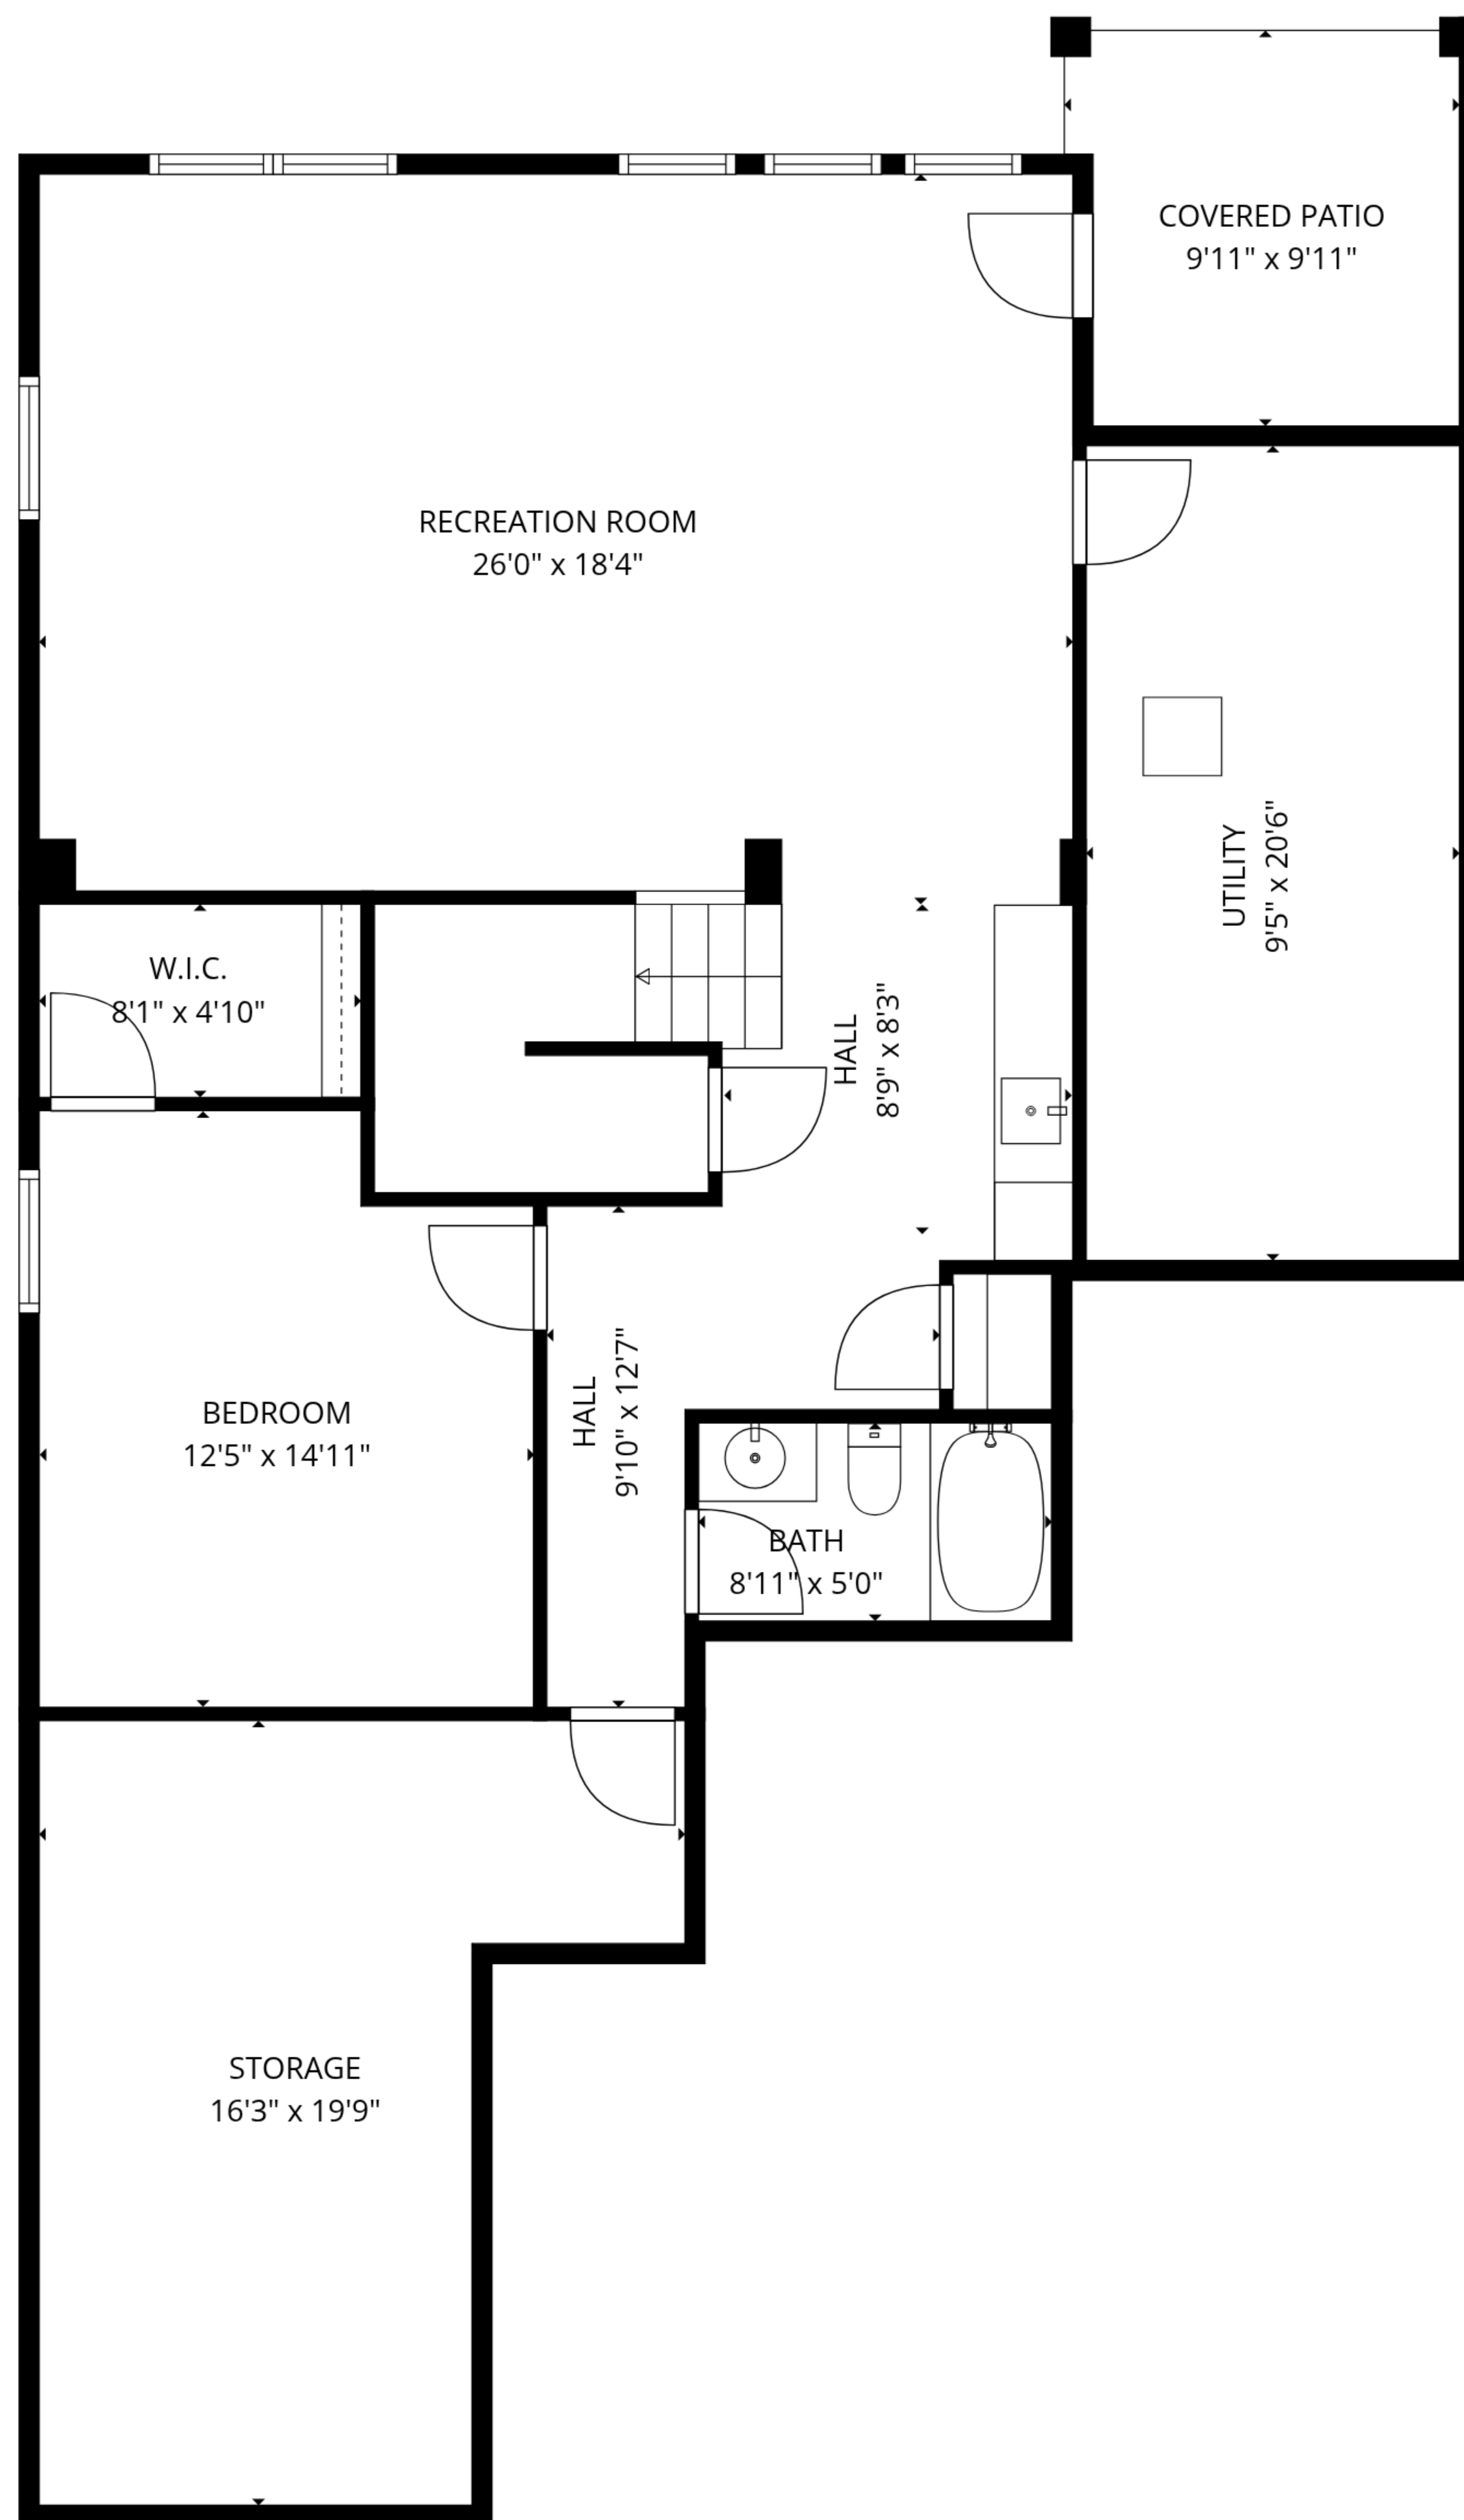 COVERED PATIO
9'11" x 9'11"
RECREATION ROOM
26'0" x 18'4"
UTILITY
9'5" x 20'6"
W.I.C.
8'1" x 4'10"
HALL
8'9" x 8'3"
BEDROOM
12'5" x 14'11"
HALL
9'10" x 12'7"
BATH
8'11" x 5'0"
STORAGE
16'3" x 19'9"